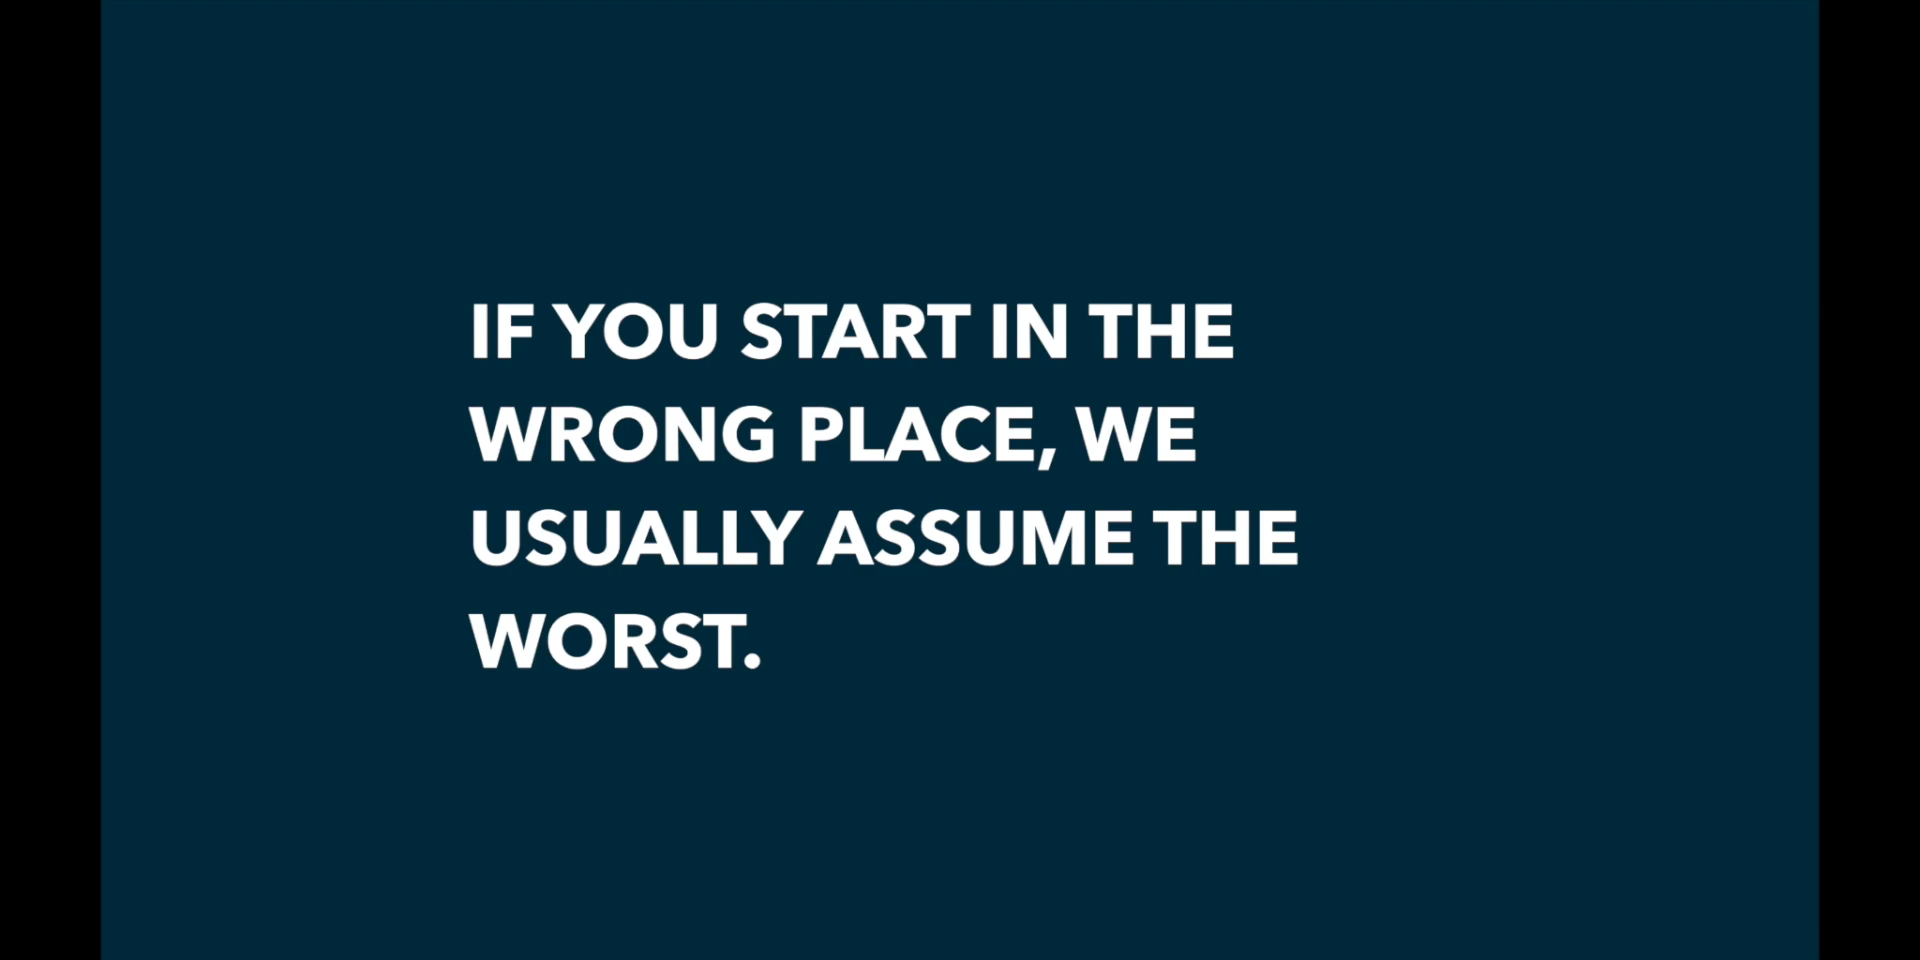 IF YOU START IN THE
WRONG PLACE, WE
USUALLY ASSUME THE
WORST.